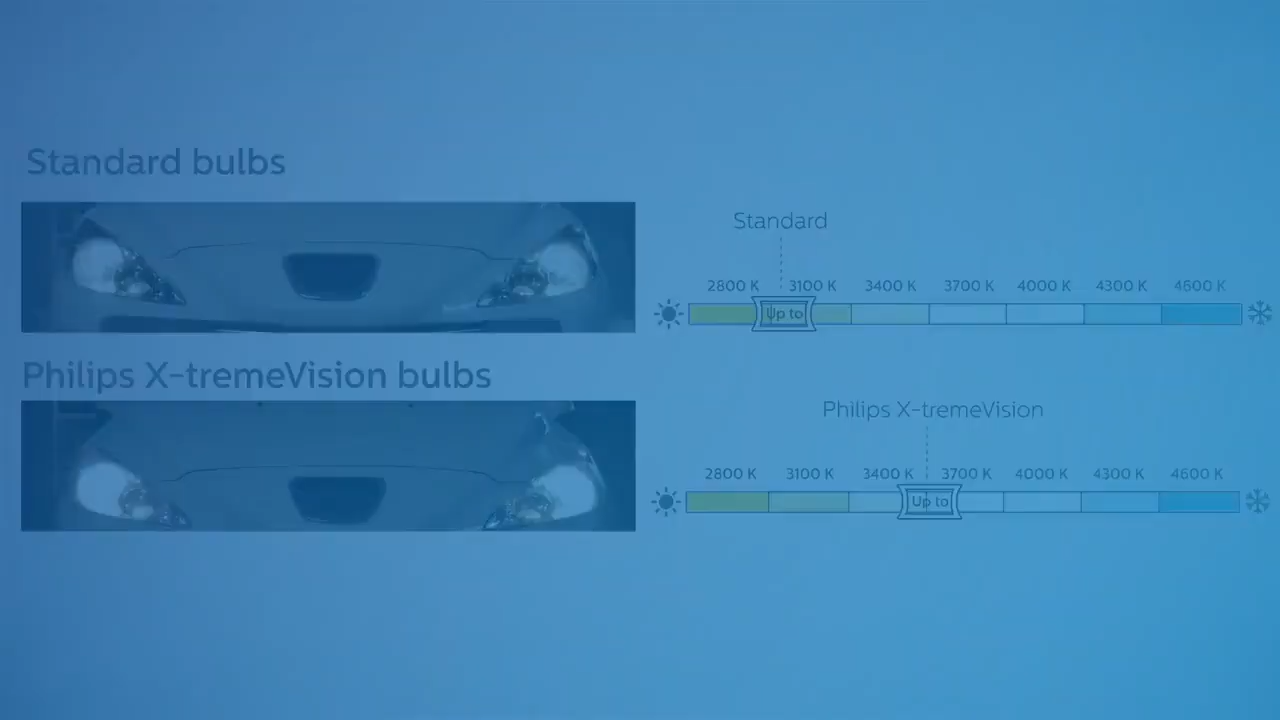 Standard bulbs
Standard
2800 K 3100 K 3400 K 3700 K 4000 K 4300 K 4600 K
Up to
Philips X-tremeVision bulbs
Philips X-tremeVision
2800 K 3100 K 3400 K 3700 K 4000 K 4300 K 4600 K
Up to